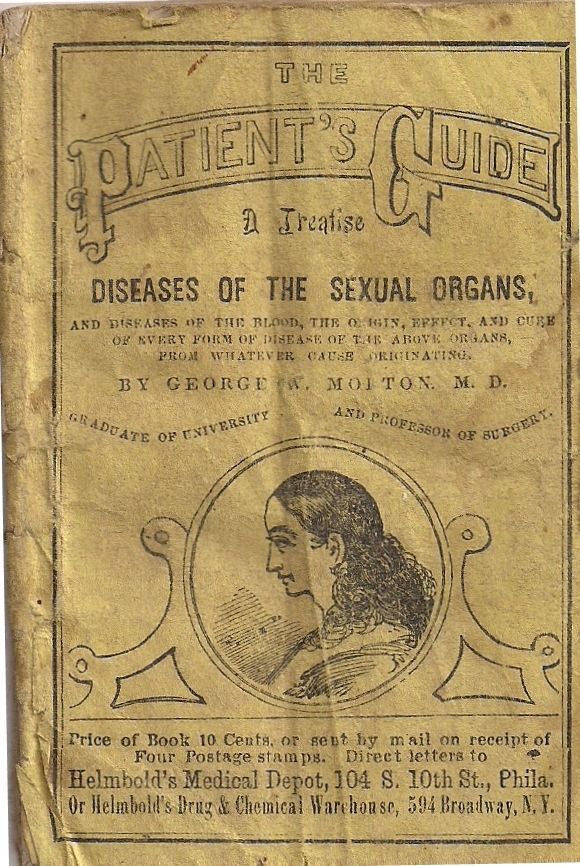 THE
PATIENT'S GUIDE
A Treatise
DISEASES OF THE SEXUAL ORGANS,
AND DISEASES OF THE BLOOD, THE ORIGIN, EFFECT, AND CURE
OF EVERY FORM OF DISEASE OF THE ABOVE ORGANS,
FROM WHATEVER CAUSE ORIGINATING.
BY GEORGE W. MORTON. M. D.
GRADUATE OF UNIVERSITY AND PROFESSOR OF SURGERY.
Price of Book 10 Cents, or sent by mail on receipt of
Four Postage stamps. Direct letters to
Helmbold's Medical Depot, 104 S. 10th St., Phila.
Or Helmbold's Drug & Chemical Warehouse, 594 Broadway, N. Y.